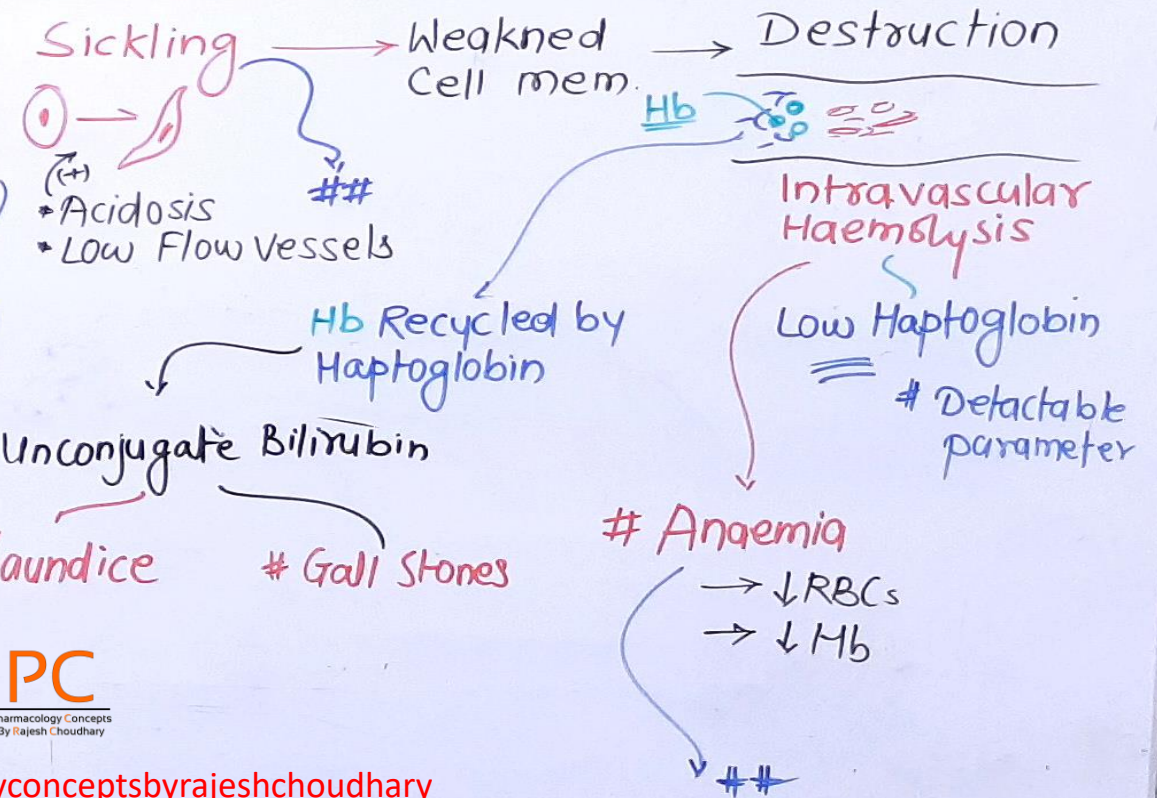 Sickling → Weakned Cell mem. → Destruction
Hb
(+)
• Acidosis
• Low Flow Vessels
##
Intravascular
Haemolysis
Hb Recycled by
Haptoglobin
Low Haptoglobin
# Detactable
parameter
Unconjugate Bilirubin
aundice
# Gall Stones
# Anaemia
→ ↓RBCs
→ ↓Hb
##
PC
harmacology Concepts
By Rajesh Choudhary
yconceptsbyrajeshchoudhary